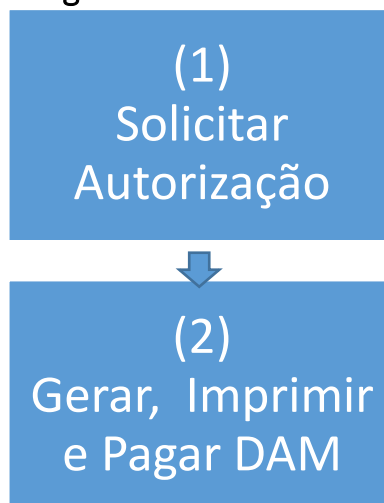 (1)
Solicitar
Autorização
(2)
Gerar, Imprimir
e Pagar DAM